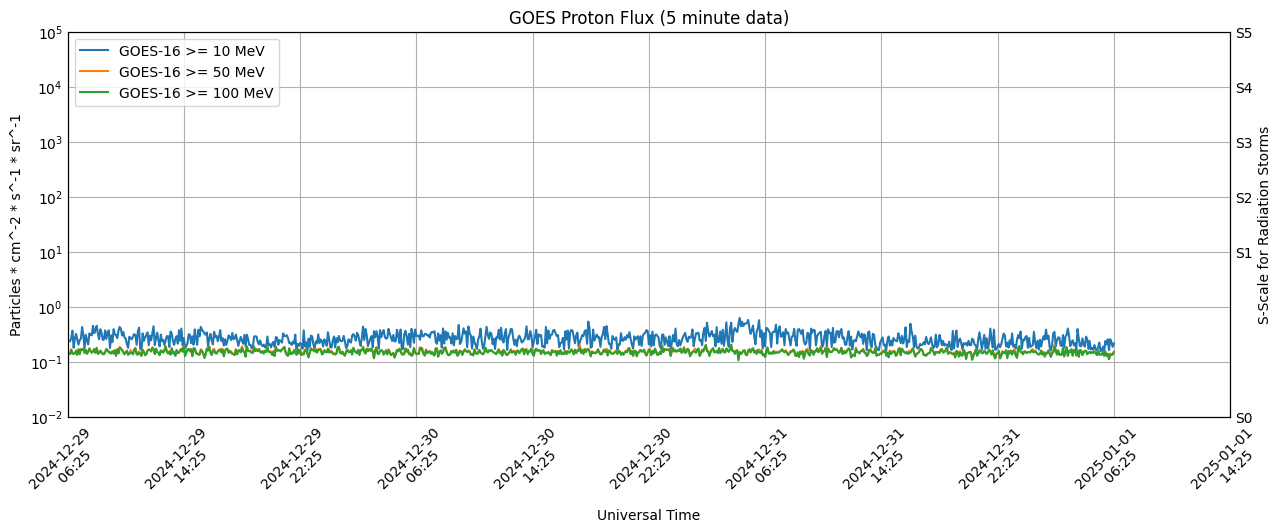 GOES Proton Flux (5 minute data)
GOES-16 >= 10 MeV
GOES-16 >= 50 MeV
GOES-16 >= 100 MeV
Particles * cm^-2 * s^-1 * sr^-1
10^5
10^4
10^3
10^2
10^1
10^0
10^-1
10^-2
S5
S4
S3
S2
S1
S0
S-Scale for Radiation Storms
2024-12-29
06:25
2024-12-29
14:25
2024-12-29
22:25
2024-12-30
06:25
2024-12-30
14:25
2024-12-30
22:25
2024-12-31
06:25
2024-12-31
14:25
2024-12-31
22:25
2025-01-01
06:25
2025-01-01
14:25
Universal Time